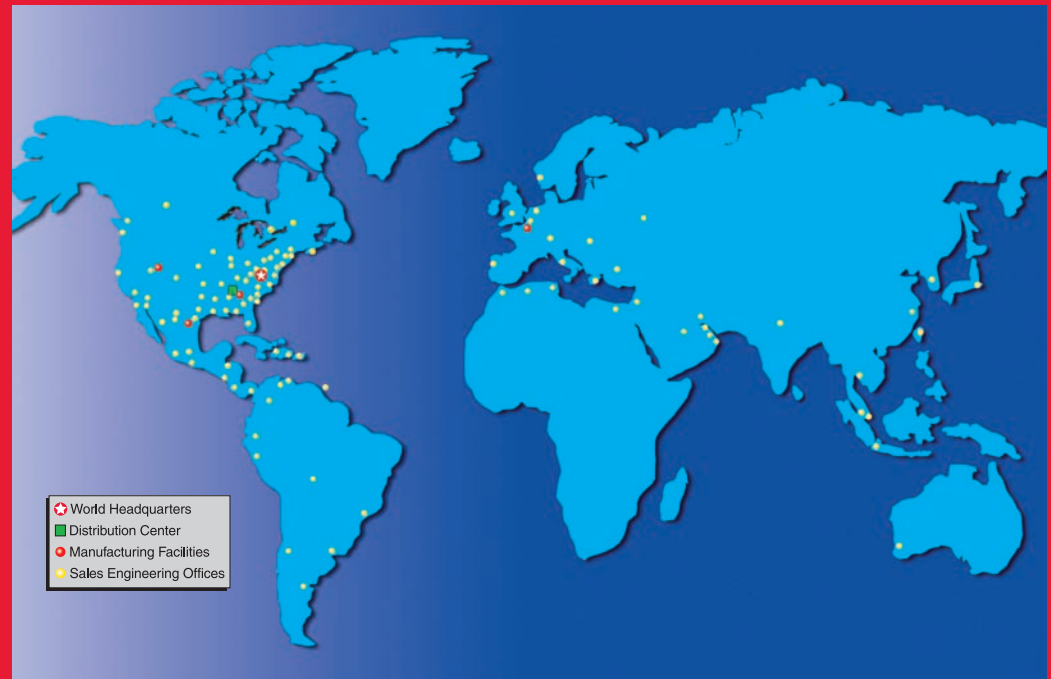 World Headquarters
Distribution Center
Manufacturing Facilities
Sales Engineering Offices